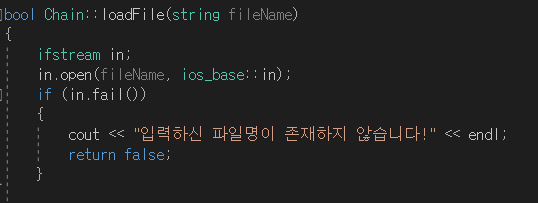 bool Chain::loadFile(string fileName)
{
ifstream in;
in.open(fileName, ios_base::in);
if (in.fail())
{
cout << "입력하신 파일명이 존재하지 않습니다!" << endl;
return false;
}